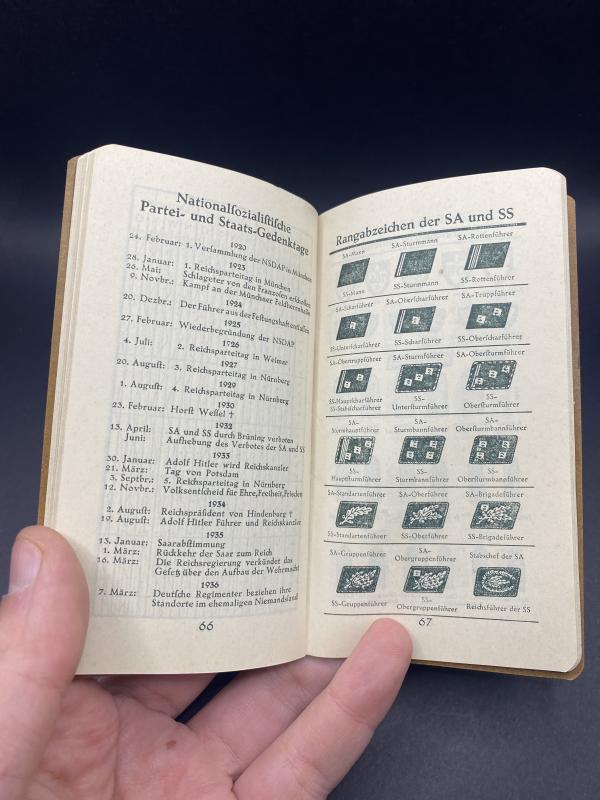 Nationalſozialiſtiſche
Partei- und Staats-Gedenktage
1920
24. Februar: 1. Verſammlung der NSDAP in München
1923
28. Januar: 1. Reichsparteitag in München
26. Mai: Schlageter von den Franzoſen erſchoſſen
9. Novbr.: Kampf an der Münchner Feldherrnhalle
1924
20. Dezbr.: Der Führer aus der Feſtungshaft entlaſſen
1925
27. Februar: Wiederbegründung der NSDAP
1926
4. Juli: 2. Reichsparteitag in Weimar
1927
20. Auguſt: 3. Reichsparteitag in Nürnberg
1929
1. Auguſt: 4. Reichsparteitag in Nürnberg
1930
23. Februar: Horſt Weſſel †
1932
13. April: SA und SS durch Brüning verboten
Juni: Aufhebung des Verbotes der SA und SS
1933
30. Januar: Adolf Hitler wird Reichskanzler
21. März: Tag von Potsdam
3. Septbr.: 5. Reichsparteitag in Nürnberg
12. Novbr.: Volksentſcheid für Ehre, Freiheit, Frieden
1934
2. Auguſt: Reichspräſident von Hindenburg †
19. Auguſt: Adolf Hitler Führer und Reichskanzler
1935
13. Januar: Saarabſtimmung
1. März: Rückkehr der Saar zum Reich
16. März: Die Reichsregierung verkündet das
Geſetz über den Aufbau der Wehrmacht
1936
7. März: Deutſche Regimenter beziehen ihre
Standorte im ehemaligen Niemandsland
66
Rangabzeichen der SA und SS
SA-Mann SA-Sturmmann SA-Rottenführer
SS-Mann SS-Sturmmann SS-Rottenführer
SA-Scharführer SA-Oberſcharführer SA-Truppführer
SS-Unterſcharführer SS-Scharführer SS-Oberſcharführer
SA-Obertruppführer SA-Sturmführer SA-Oberſturmführer
SS-Hauptſcharführer SS- SS-
SS-Stabsſcharführer Unterſturmführer Oberſturmführer
SA- SA- SA-
Sturmhauptführer Sturmbannführer Oberſturmbannführer
SS- SS- SS-
Hauptſturmführer Sturmbannführer Oberſturmbannführer
SA-Standartenführer SA-Oberführer SA-Brigadeführer
SS-Standartenführer SS-Oberführer SS-Brigadeführer
SA-Gruppenführer SA- Stabschef der SA
Obergruppenführer
SS-Gruppenführer SS- Reichsführer der SS
Obergruppenführer
67